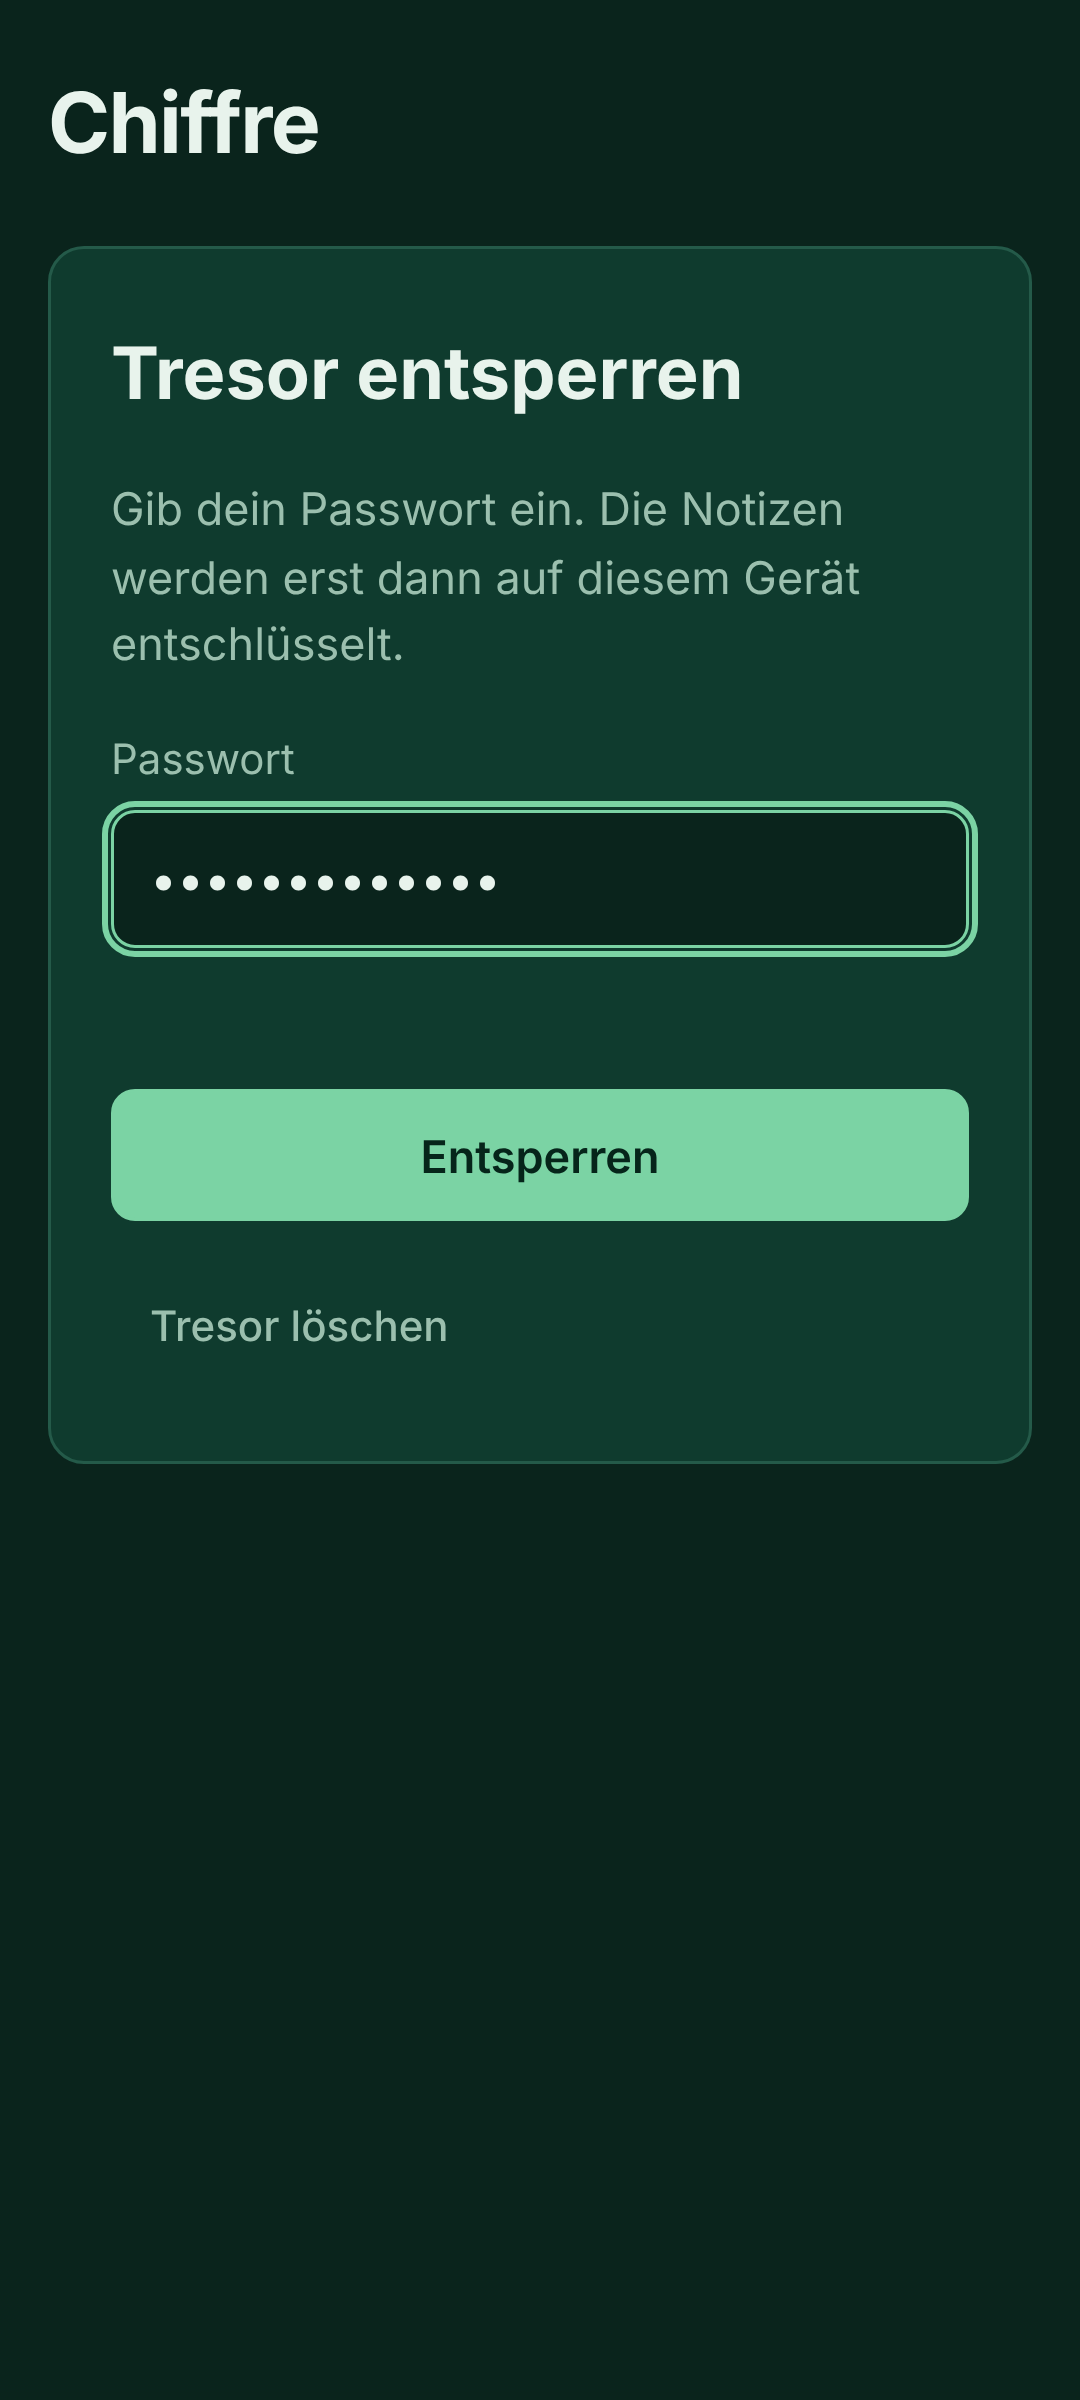 Chiffre
Tresor entsperren
Gib dein Passwort ein. Die Notizen
werden erst dann auf diesem Gerät
entschlüsselt.
Passwort
•••••••••••••
Entsperren
Tresor löschen